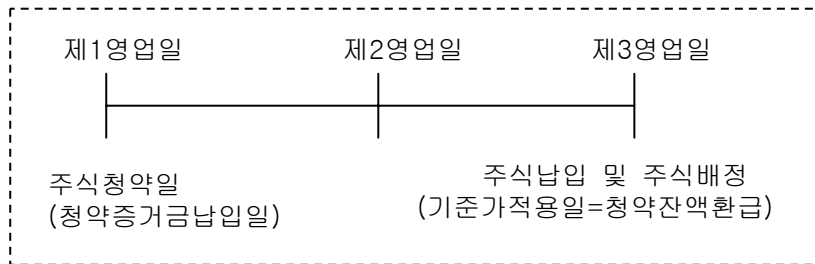 제1영업일 제2영업일 제3영업일
주식청약일
(청약증거금납입일)
주식납입 및 주식배정
(기준가적용일=청약잔액환급)